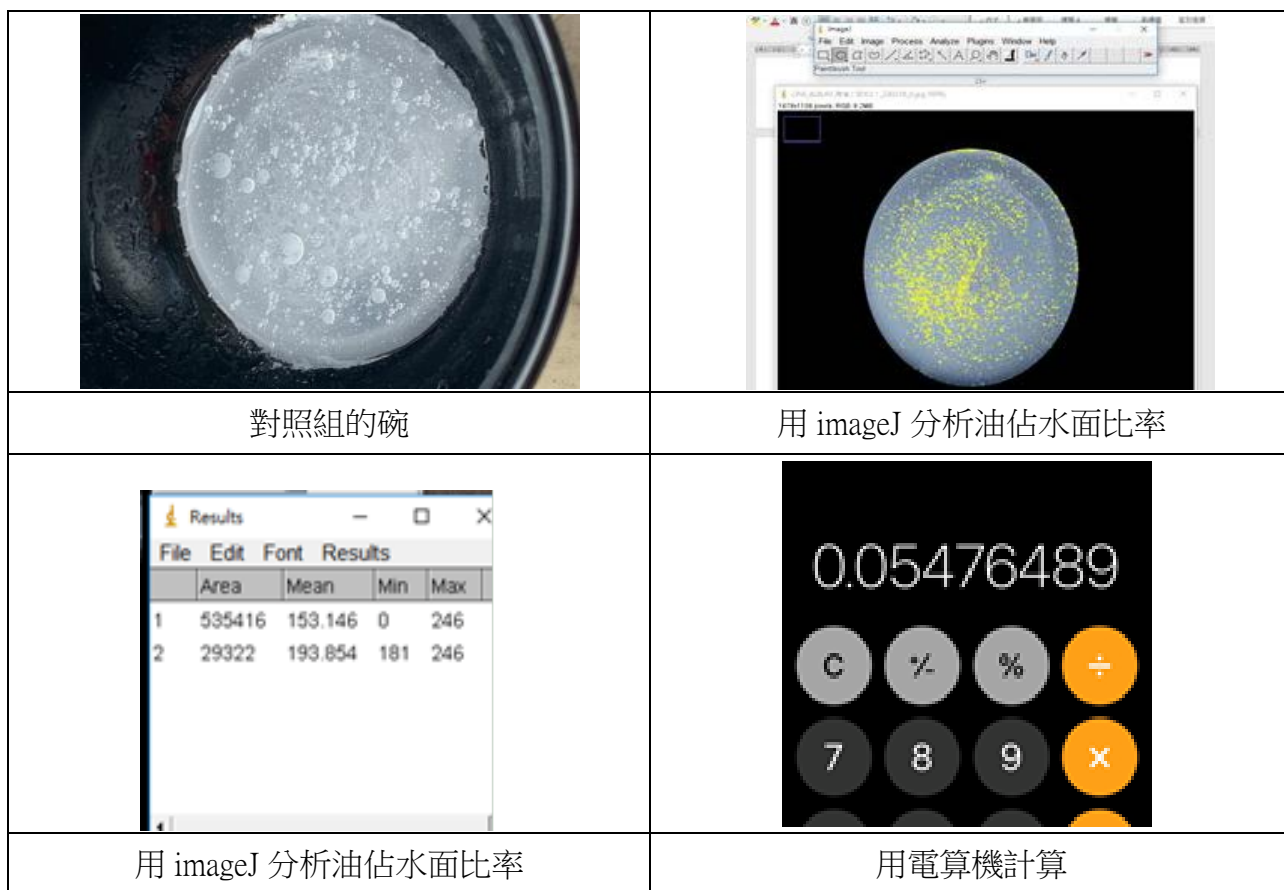 ImageJ
File Edit Image Process Analyze Plugins Window Help
Paintbrush Tool
對照組的碗
用 imageJ 分析油佔水面比率
Results
File Edit Font Results
Area Mean Min Max
1 535416 153.146 0 246
2 29322 193.854 181 246
0.05476489
C +/- % ÷
7 8 9 ×
用 imageJ 分析油佔水面比率
用電算機計算